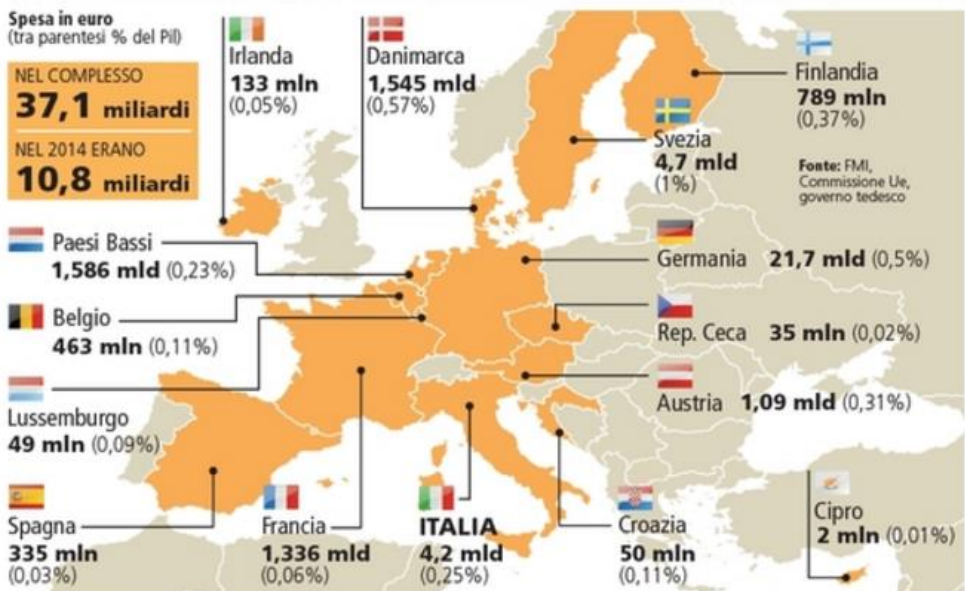 Spesa in euro
(tra parentesi % del Pil)
NEL COMPLESSO
37,1 miliardi
NEL 2014 ERANO
10,8 miliardi
Irlanda
133 mln
(0,05%)
Danimarca
1,545 mld
(0,57%)
Finlandia
789 mln
(0,37%)
Svezia
4,7 mld
(1%)
Fonte: FMI,
Commissione Ue,
governo tedesco
Paesi Bassi
1,586 mld (0,23%)
Germania 21,7 mld (0,5%)
Belgio
463 mln (0,11%)
Rep. Ceca 35 mln (0,02%)
Lussemburgo
49 mln (0,09%)
Austria 1,09 mld (0,31%)
Spagna
335 mln
(0,03%)
Francia
1,336 mld
(0,06%)
ITALIA
4,2 mld
(0,25%)
Croazia
50 mln
(0,11%)
Cipro
2 mln (0,01%)